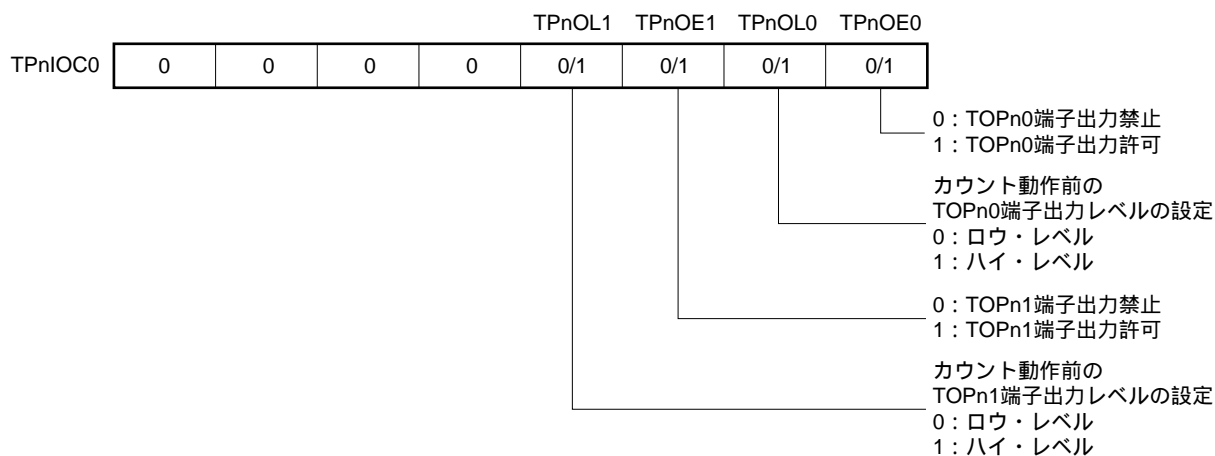 TPnOL1 TPnOE1 TPnOL0 TPnOE0
TPnIOC0 0 0 0 0 0/1 0/1 0/1 0/1
0：TOPn0端子出力禁止
1：TOPn0端子出力許可
カウント動作前の
TOPn0端子出力レベルの設定
0：ロウ・レベル
1：ハイ・レベル
0：TOPn1端子出力禁止
1：TOPn1端子出力許可
カウント動作前の
TOPn1端子出力レベルの設定
0：ロウ・レベル
1：ハイ・レベル